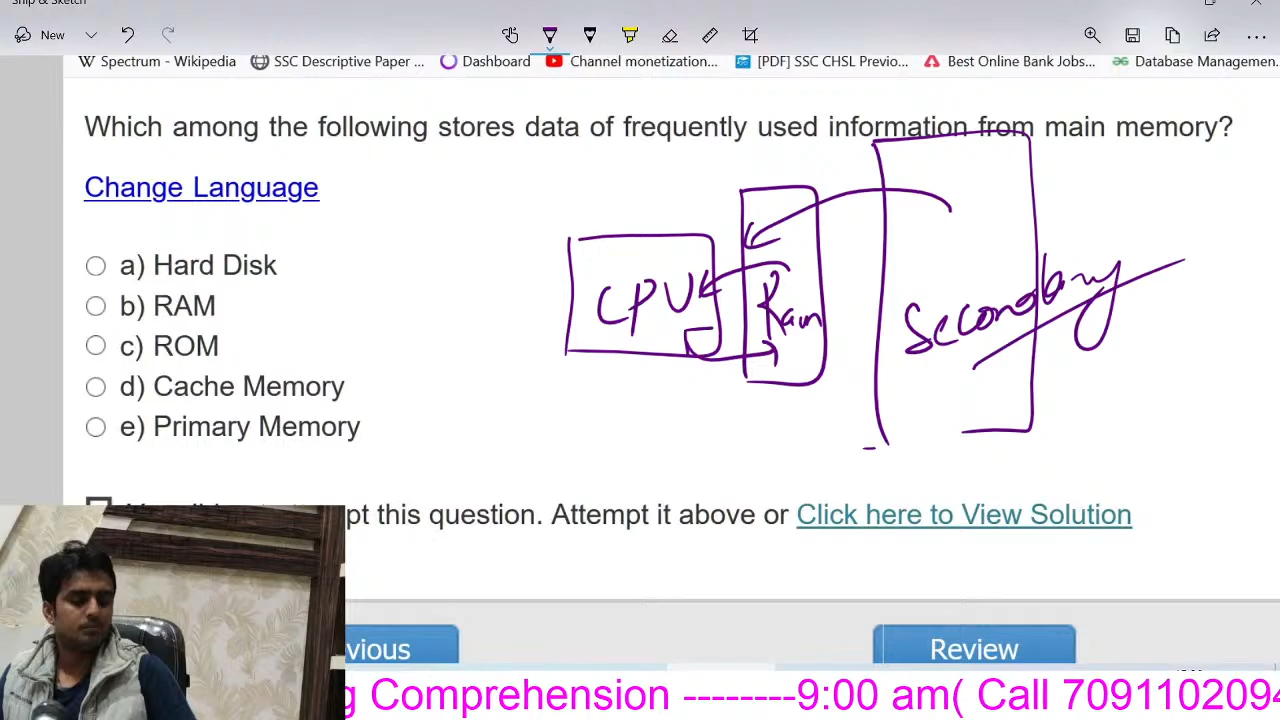 Snip & Sketch
New
Spectrum - Wikipedia SSC Descriptive Paper ... Dashboard Channel monetization... [PDF] SSC CHSL Previo... Best Online Bank Jobs... Database Managemen.
Which among the following stores data of frequently used information from main memory?
Change Language
a) Hard Disk
b) RAM
c) ROM
d) Cache Memory
e) Primary Memory
CPU Ram Secondary
pt this question. Attempt it above or Click here to View Solution
vious Review
g Comprehension --------9:00 am( Call 7091102094